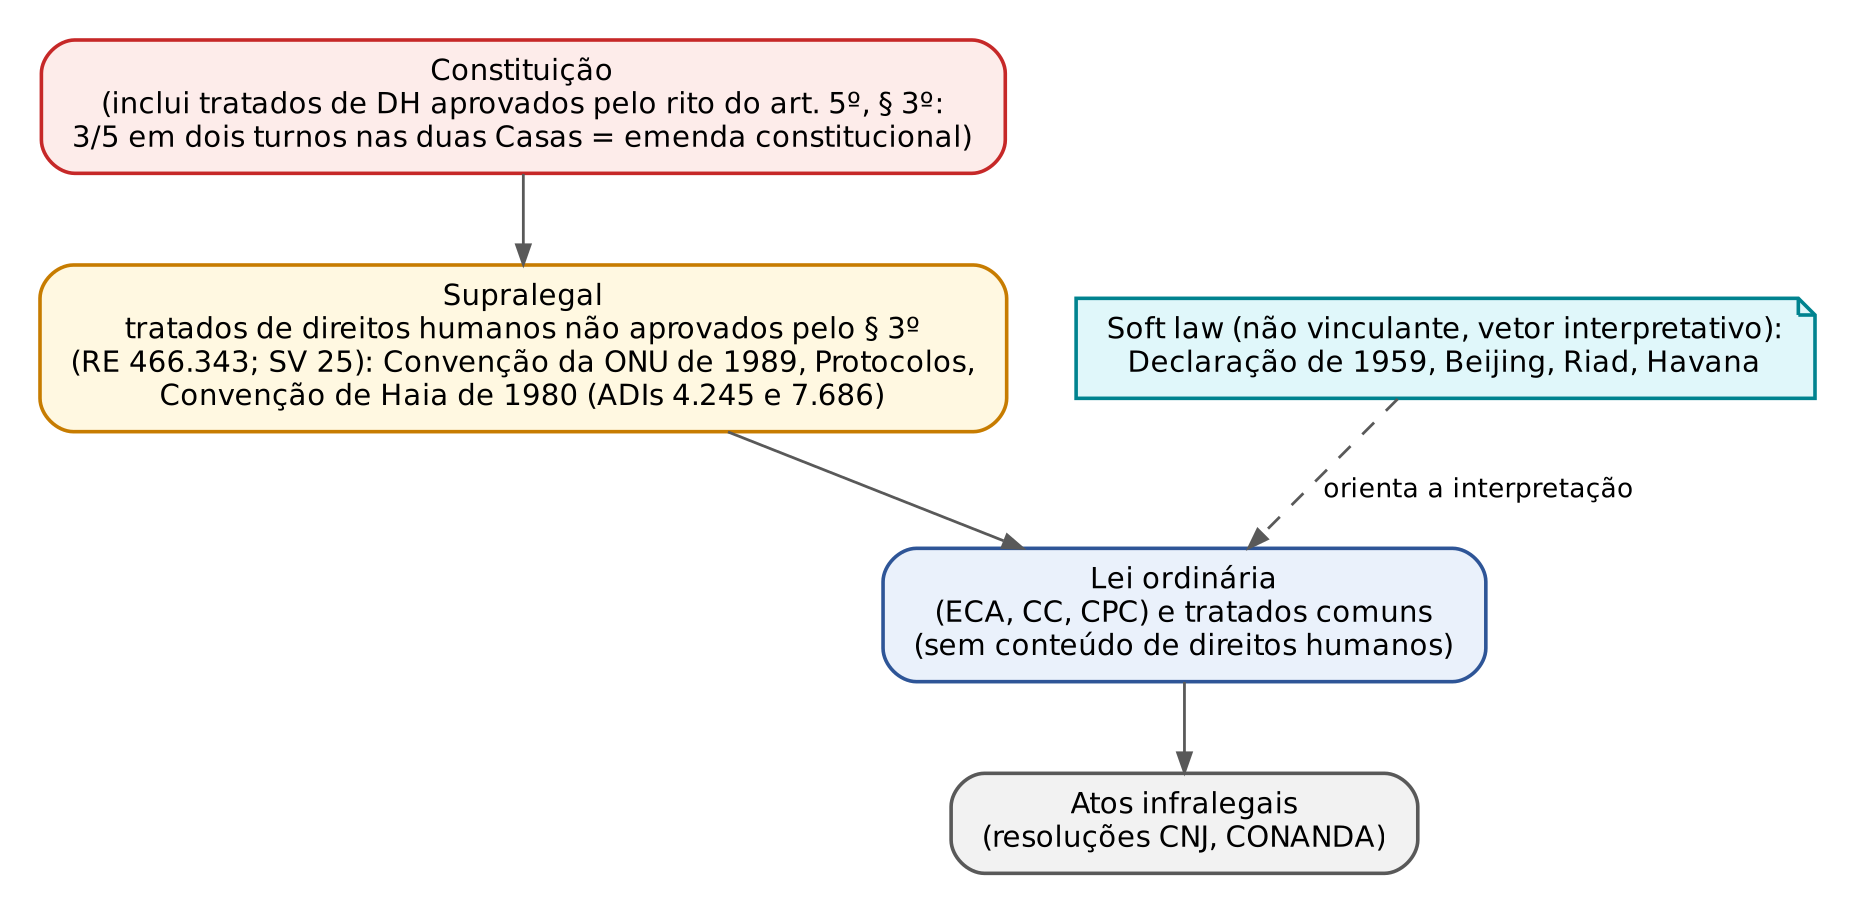 Constituição
(inclui tratados de DH aprovados pelo rito do art. 5º, § 3º:
3/5 em dois turnos nas duas Casas = emenda constitucional)
Supralegal
tratados de direitos humanos não aprovados pelo § 3º
(RE 466.343; SV 25): Convenção da ONU de 1989, Protocolos,
Convenção de Haia de 1980 (ADIs 4.245 e 7.686)
Soft law (não vinculante, vetor interpretativo):
Declaração de 1959, Beijing, Riad, Havana
orienta a interpretação
Lei ordinária
(ECA, CC, CPC) e tratados comuns
(sem conteúdo de direitos humanos)
Atos infralegais
(resoluções CNJ, CONANDA)